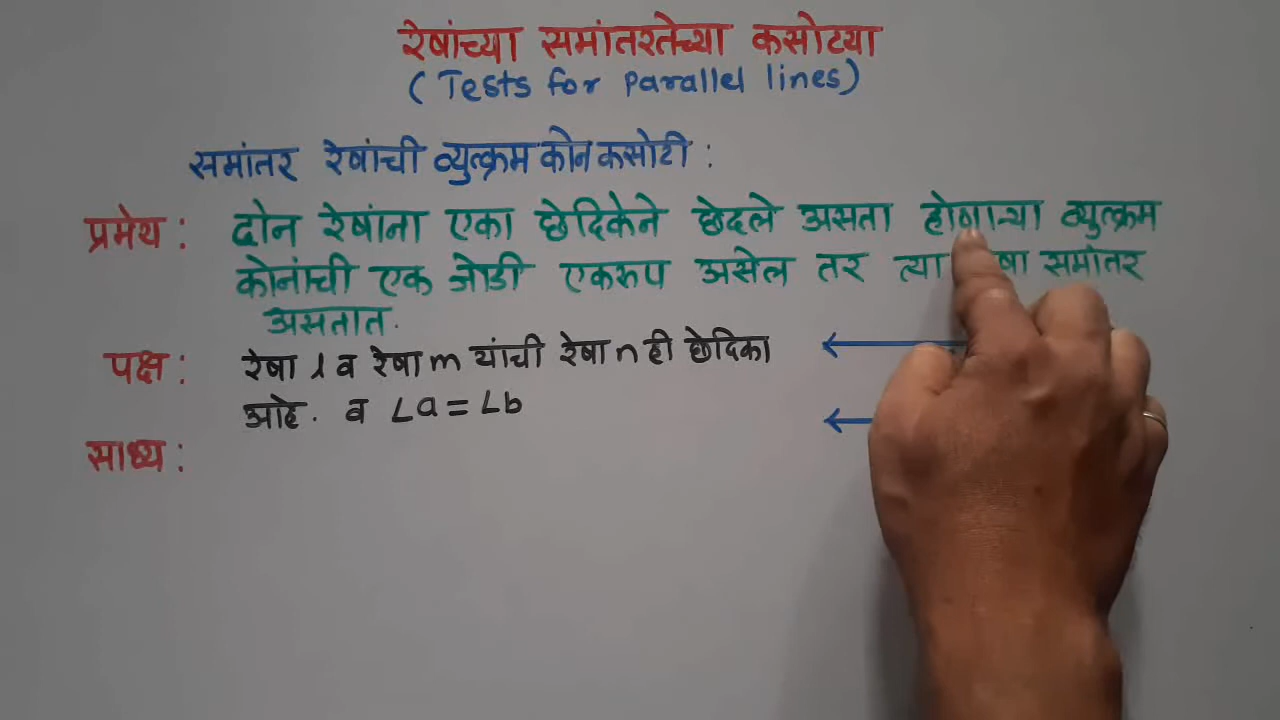 रेषांच्या समांतरतेच्या कसोट्या
(Tests for parallel lines)
समांतर रेषांची व्युत्क्रम कोन कसोटी :
प्रमेय : दोन रेषांना एका छेदिकेने छेदले असता होणाऱ्या व्युत्क्रम
कोनांची एक जोडी एकरूप असेल तर त्या समांतर
असतात.
पक्ष : रेषा l व रेषा m यांची रेषा n ही छेदिका
आहे. व ∠a = ∠b
साध्य :